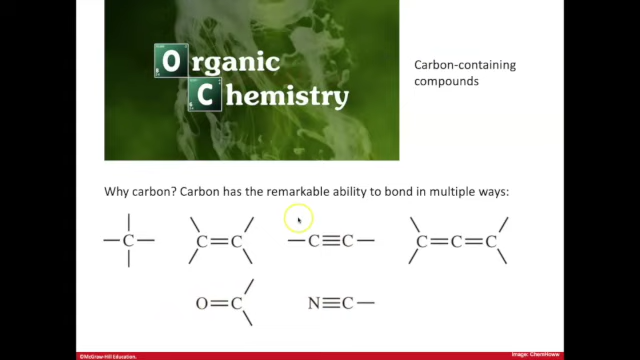 Organic
Chemistry
Carbon-containing
compounds
Why carbon? Carbon has the remarkable ability to bond in multiple ways:
C C=C C≡C C=C=C
O=C N≡C
©McGraw-Hill Education.
Image: ChemHoww